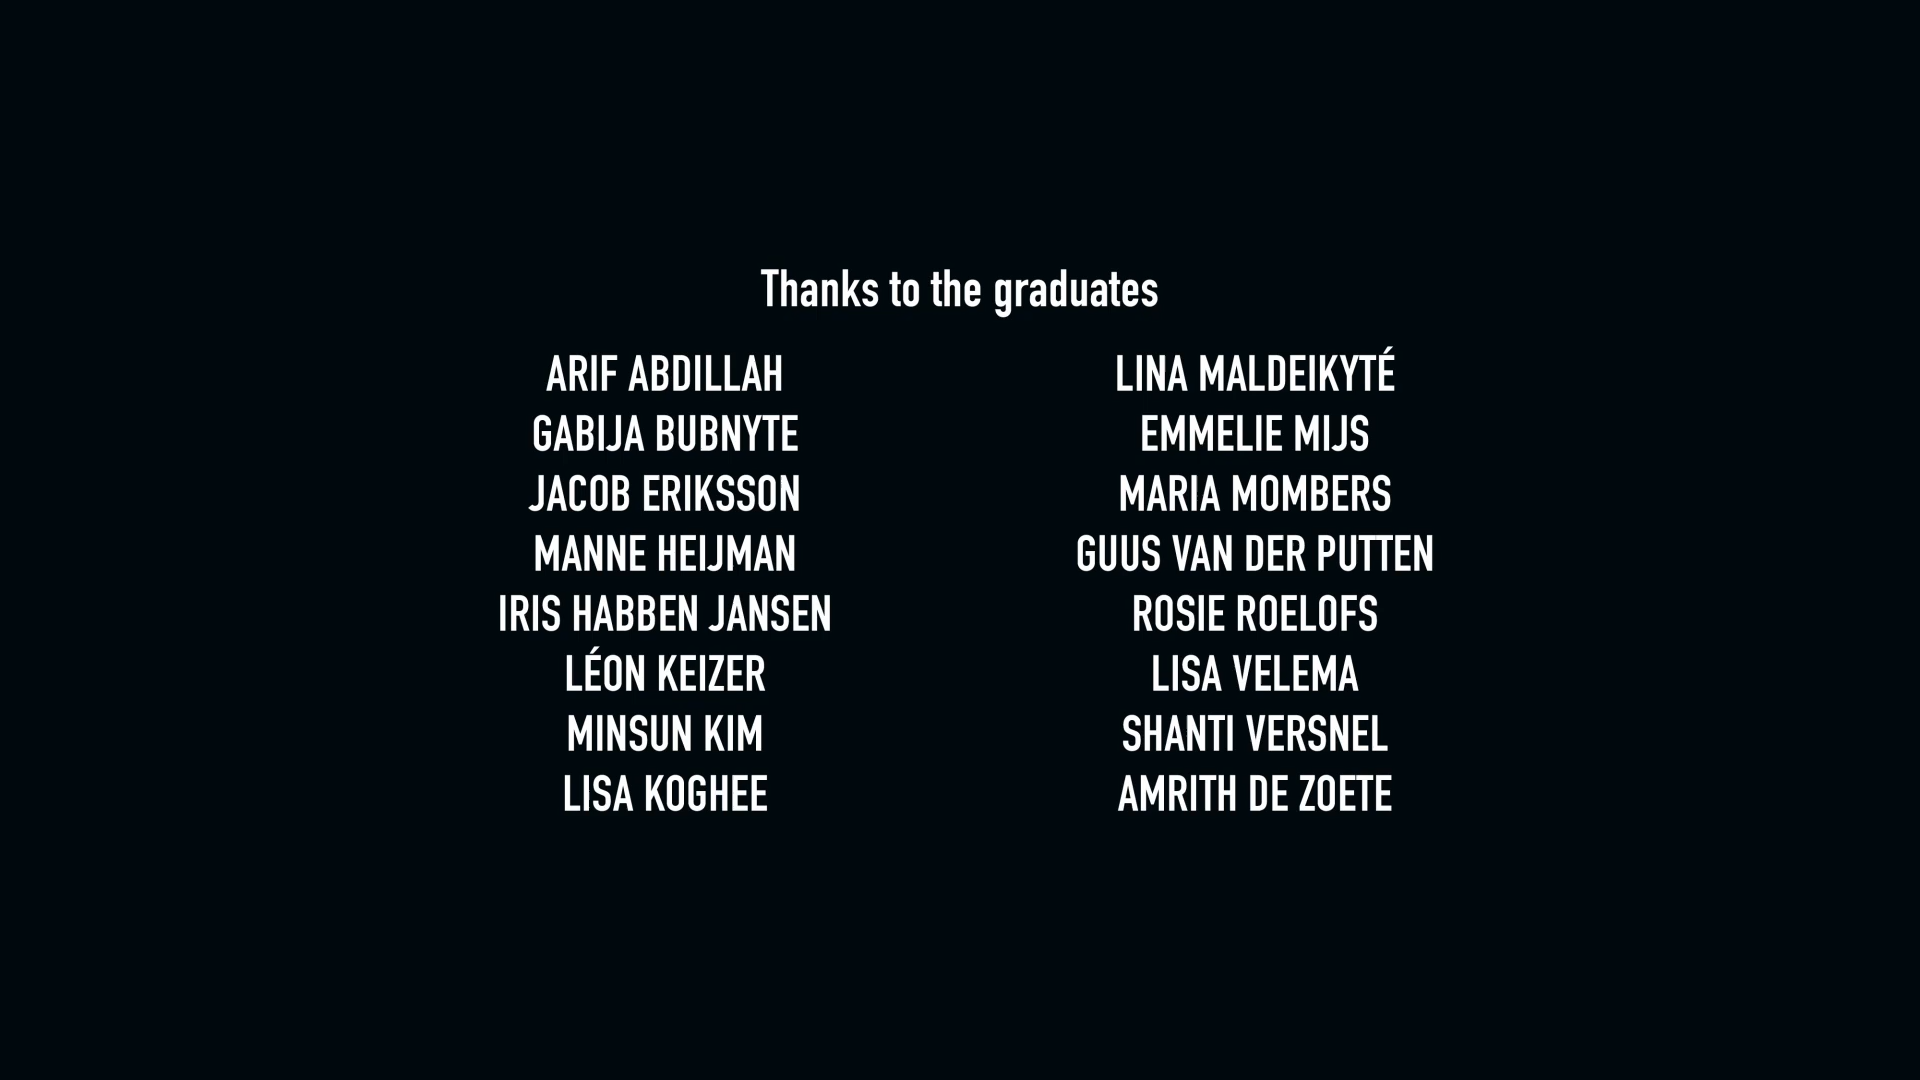 Thanks to the graduates
ARIF ABDILLAH
GABIJA BUBNYTE
JACOB ERIKSSON
MANNE HEIJMAN
IRIS HABBEN JANSEN
LÉON KEIZER
MINSUN KIM
LISA KOGHEE
LINA MALDEIKYTÉ
EMMELIE MIJS
MARIA MOMBERS
GUUS VAN DER PUTTEN
ROSIE ROELOFS
LISA VELEMA
SHANTI VERSNEL
AMRITH DE ZOETE